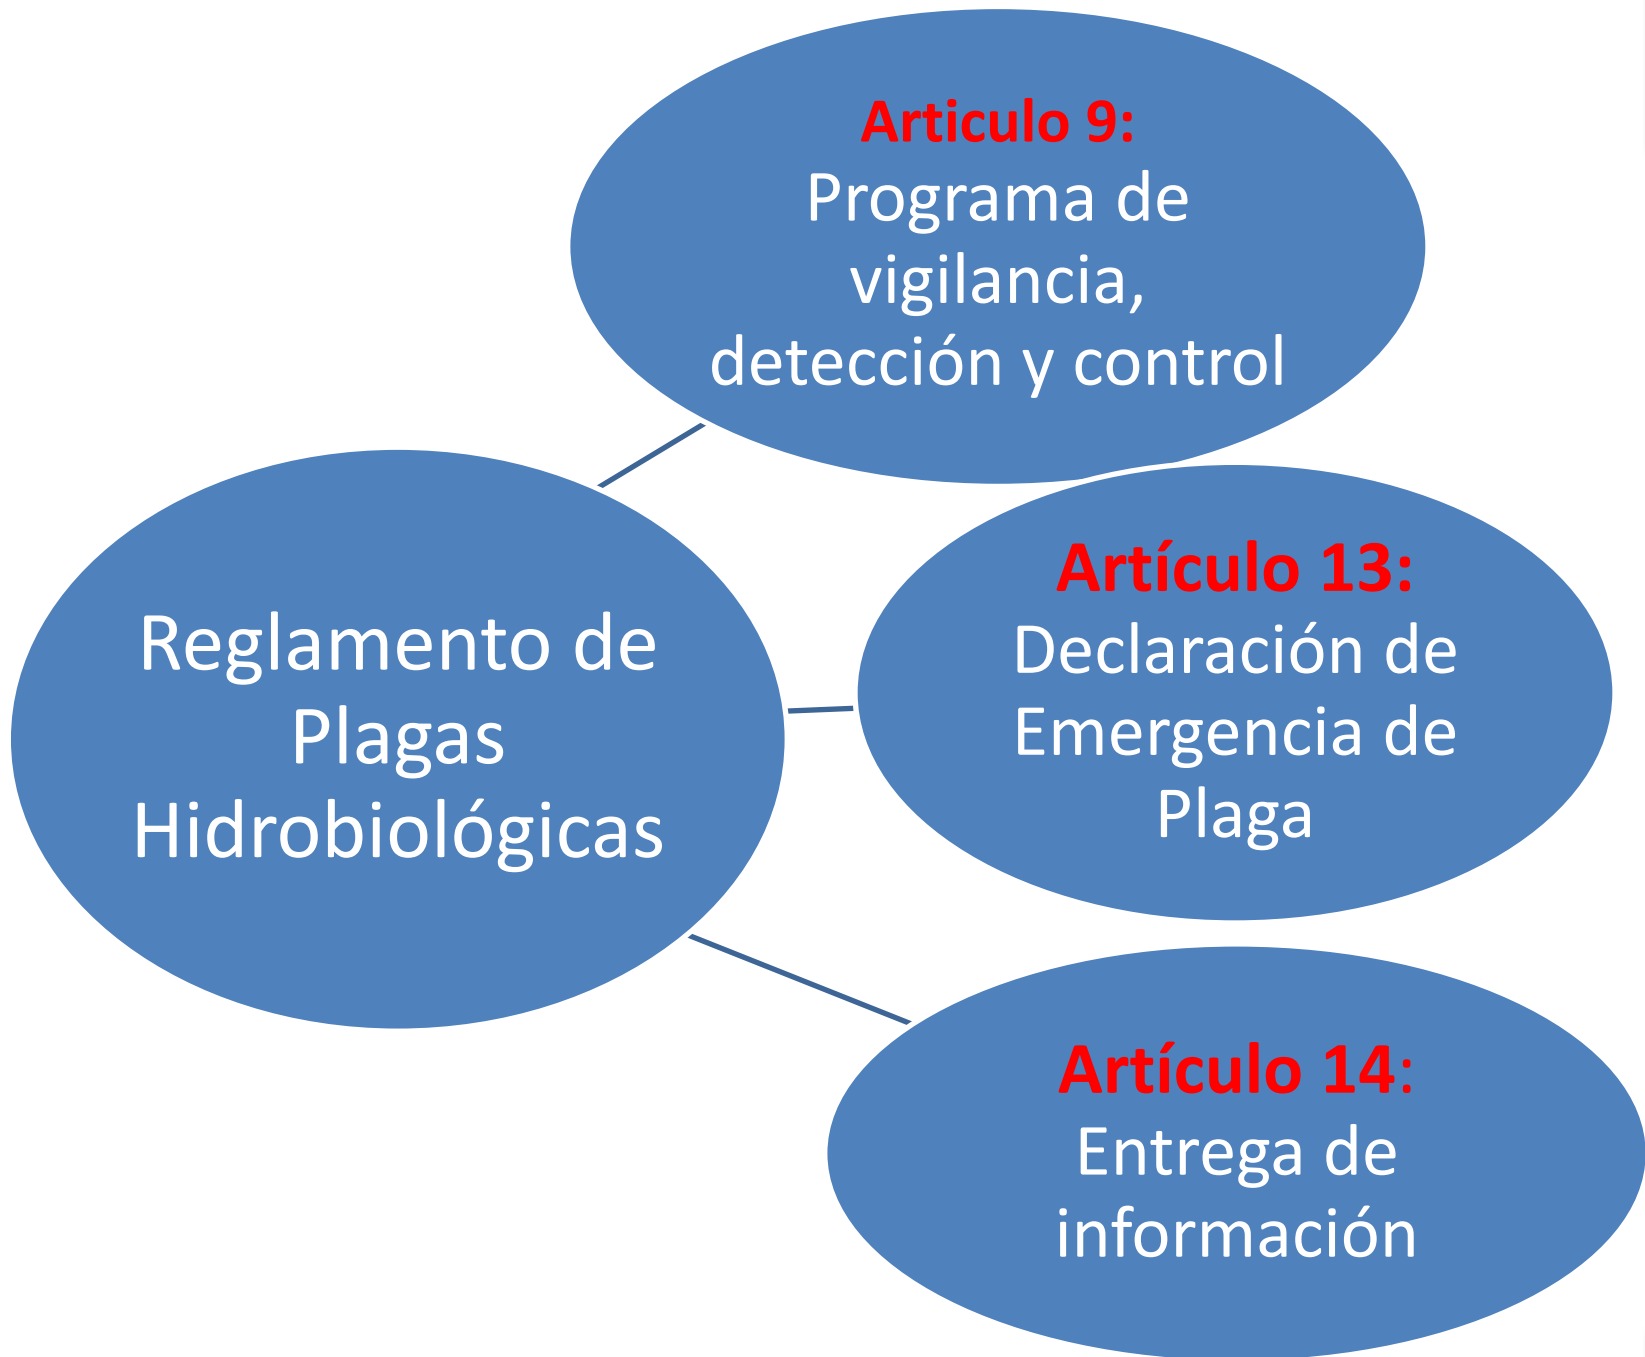 Articulo 9:
Programa de
vigilancia,
detección y control
Reglamento de
Plagas
Hidrobiológicas
Artículo 13:
Declaración de
Emergencia de
Plaga
Artículo 14:
Entrega de
información